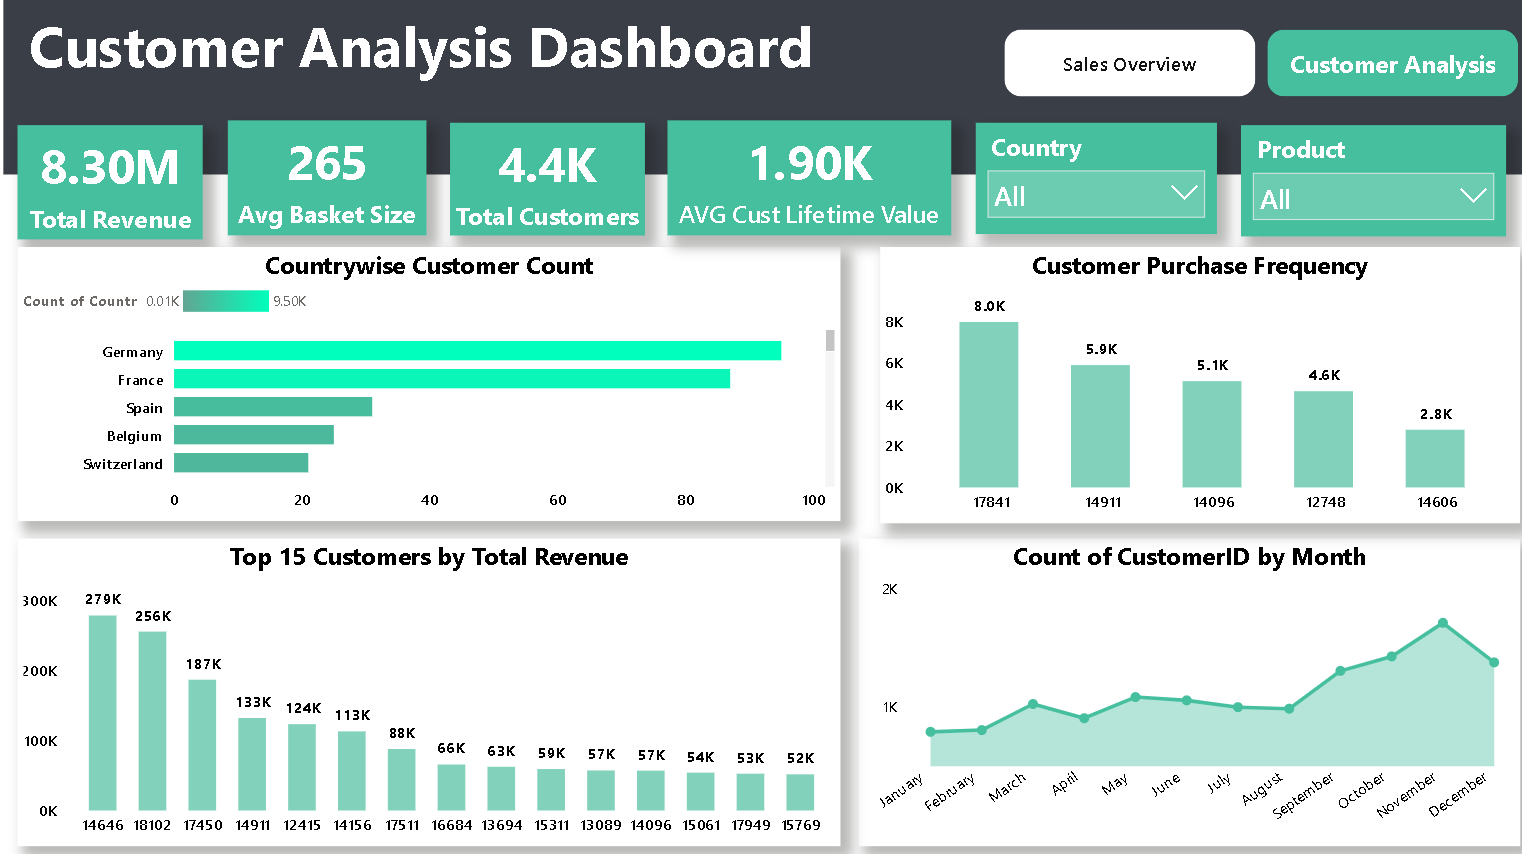 Customer Analysis Dashboard
Sales Overview
Customer Analysis
8.30M
Total Revenue
265
Avg Basket Size
4.4K
Total Customers
1.90K
AVG Cust Lifetime Value
Country
All
Product
All
Countrywise Customer Count
Count of Countr 0.01K 9.50K
Germany
France
Spain
Belgium
Switzerland
0 20 40 60 80 100
Customer Purchase Frequency
8K
6K
4K
2K
0K
8.0K
5.9K
5.1K
4.6K
2.8K
17841 14911 14096 12748 14606
Top 15 Customers by Total Revenue
300K
200K
100K
0K
279K
256K
187K
133K
124K
113K
88K
66K
63K
59K
57K
57K
54K
53K
52K
14646 18102 17450 14911 12415 14156 17511 16684 13694 15311 13089 14096 15061 17949 15769
Count of CustomerID by Month
2K
1K
January February March April May June July August September October November December